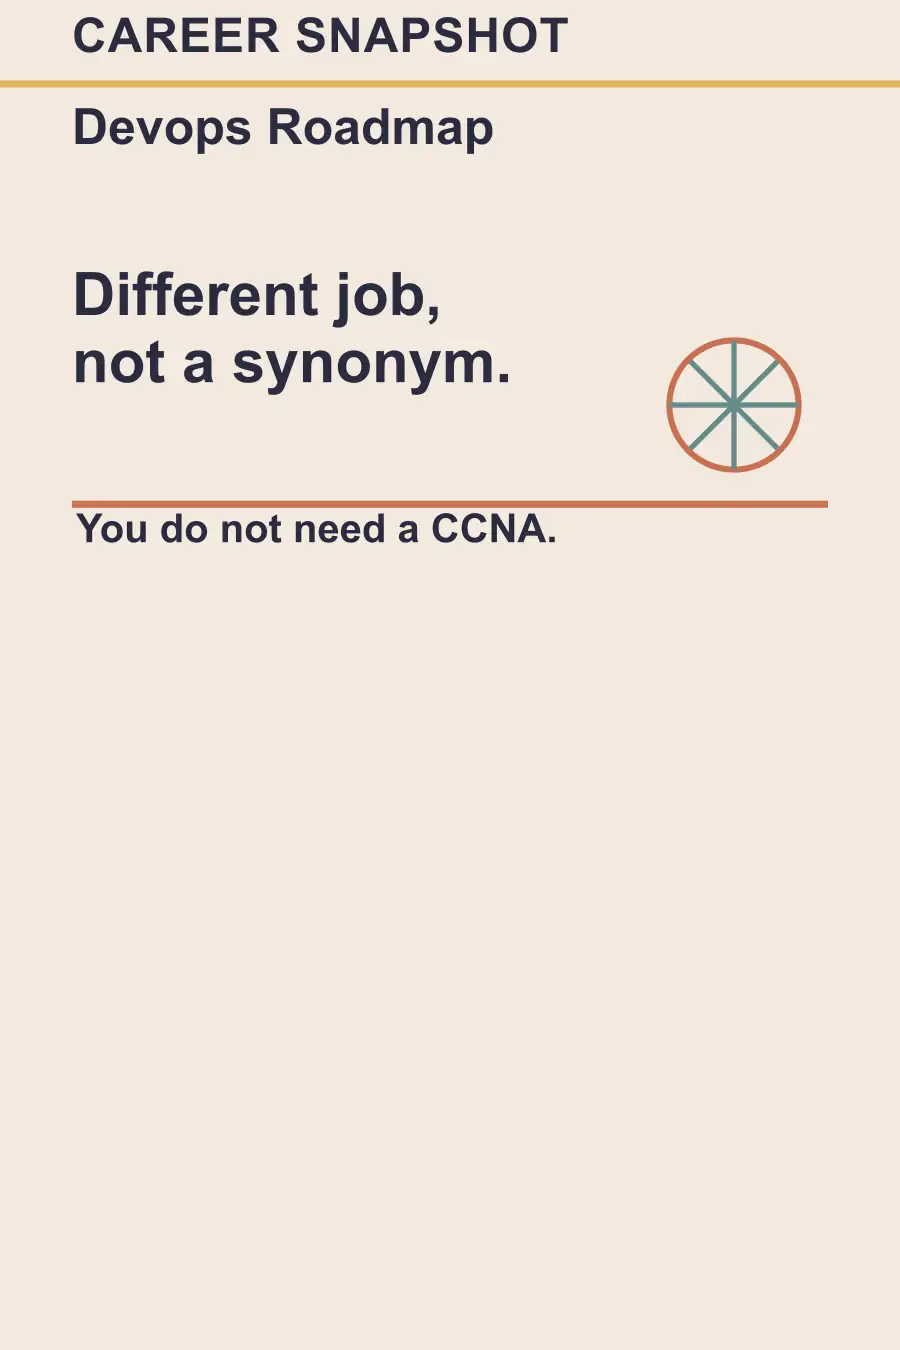 CAREER SNAPSHOT
Devops Roadmap
Different job,
not a synonym.
You do not need a CCNA.